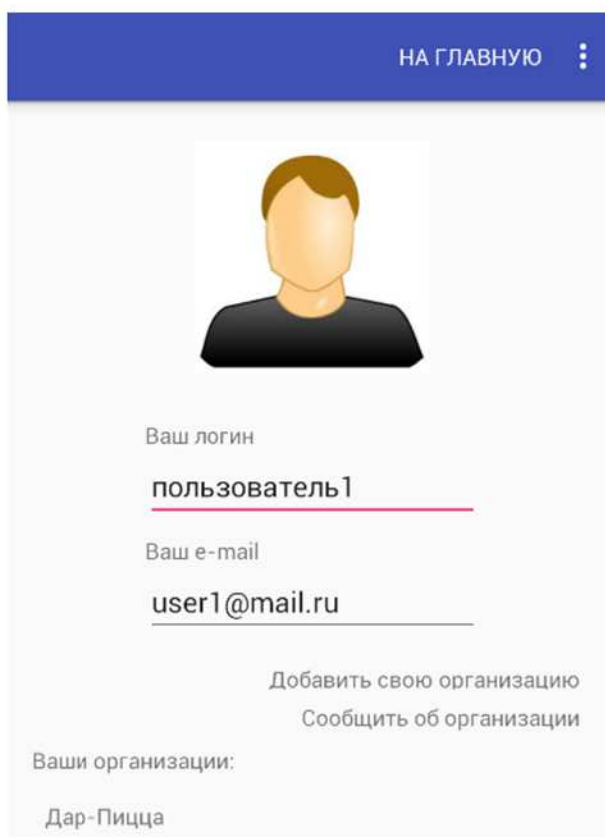 НА ГЛАВНУЮ
Ваш логин
пользователь1
Ваш e-mail
user1@mail.ru
Добавить свою организацию
Сообщить об организации
Ваши организации:
Дар-Пицца